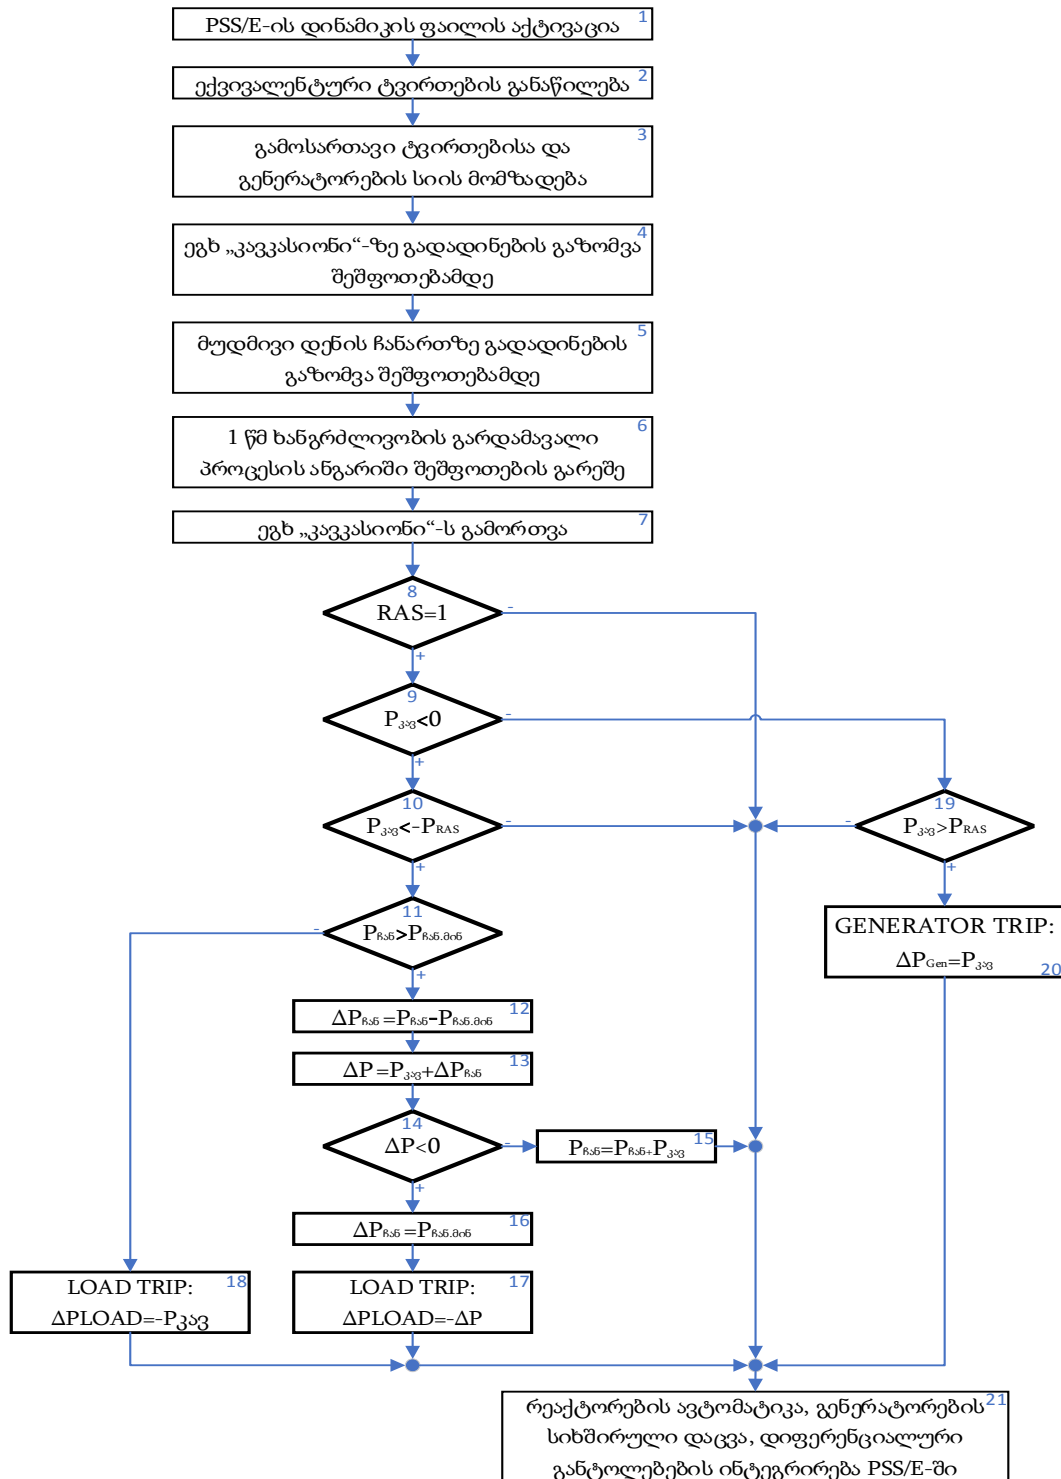 PSS/E-ის დინამიკის ფაილის აქტივაცია 1
ექვივალენტური ტვირთების განაწილება 2
გამოსართავი ტვირთებისა და 3
გენერატორების სიის მომზადება
ეგხ „კავკასიონი“-ზე გადადინების გაზომვა 4
შეშფოთებამდე
მუდმივი დენის ჩანართზე გადადინების 5
გაზომვა შეშფოთებამდე
1 წმ ხანგრძლივობის გარდამავალი 6
პროცესის ანგარიში შეშფოთების გარეშე
ეგხ „კავკასიონი“-ს გამორთვა 7
8
RAS=1
-
+
9
Pკავ<0
-
+
10
Pკავ<-PRAS
-
+
19
Pკავ>PRAS
-
+
11
Pჩან>Pჩან.მინ
-
+
GENERATOR TRIP:
ΔPGen=Pკავ 20
ΔPჩან=Pჩან-Pჩან.მინ 12
ΔP=Pკავ+ΔPჩან 13
14
ΔP<0
-
+
Pჩან=Pჩან+Pკავ 15
ΔPჩან=Pჩან.მინ 16
LOAD TRIP: 18
ΔPLOAD=-Pკავ
LOAD TRIP: 17
ΔPLOAD=-ΔP
რეაქტორების ავტომატიკა, გენერატორების 21
სიხშირული დაცვა, დიფერენციალური
განტოლებების ინტეგრირება PSS/E-ში